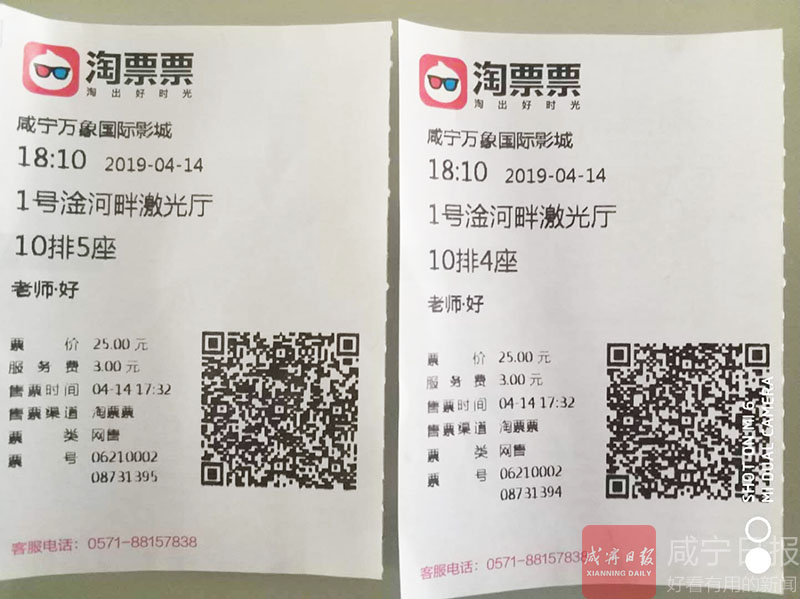 淘票票
淘出好时光
咸宁万象国际影城
18:10 2019-04-14
1号淦河畔激光厅
10排5座
老师·好
票 价 25.00 元
服 务 费 3.00 元
售票时间 04-14 17:32
售票渠道 淘票票
票 类 网售
票 号 06210002
08731395
客服电话：0571-88157838
淘票票
淘出好时光
咸宁万象国际影城
18:10 2019-04-14
1号淦河畔激光厅
10排4座
老师·好
票 价 25.00 元
服 务 费 3.00 元
售票时间 04-14 17:32
售票渠道 淘票票
票 类 网售
票 号 06210002
08731394
客服电话：0571-88157838
SHOT ON MI 6
MI DUAL CAMERA
咸宁日报
XIANNING DAILY
咸宁日报
好看有用的新闻